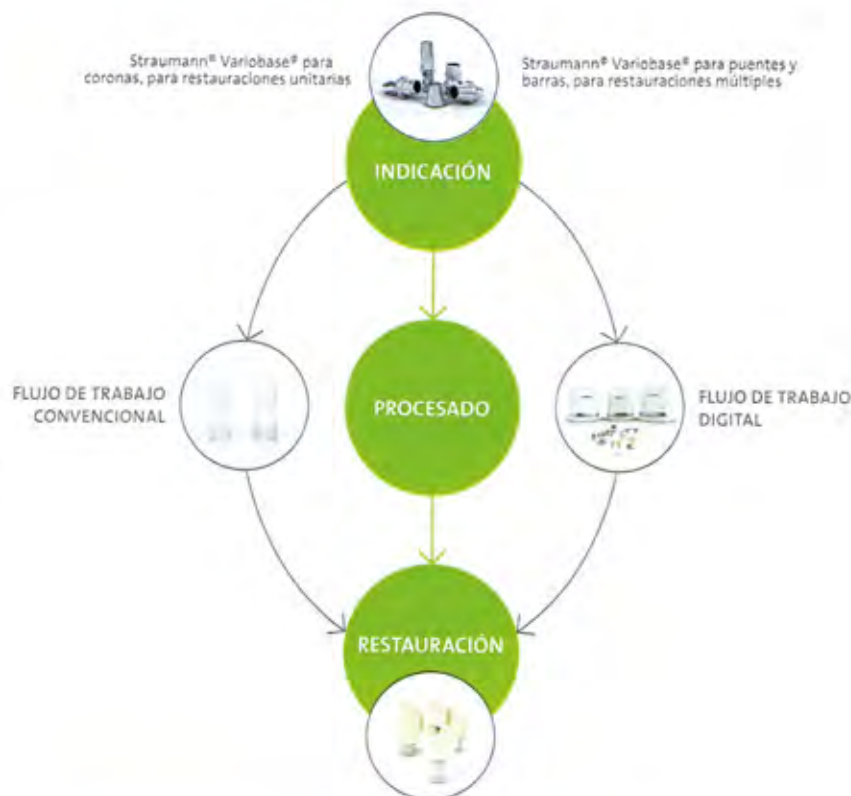 Straumann® Variobase® para
coronas, para restauraciones unitarias
Straumann® Variobase® para puentes y
barras, para restauraciones múltiples
INDICACIÓN
FLUJO DE TRABAJO
CONVENCIONAL
PROCESADO
FLUJO DE TRABAJO
DIGITAL
RESTAURACIÓN